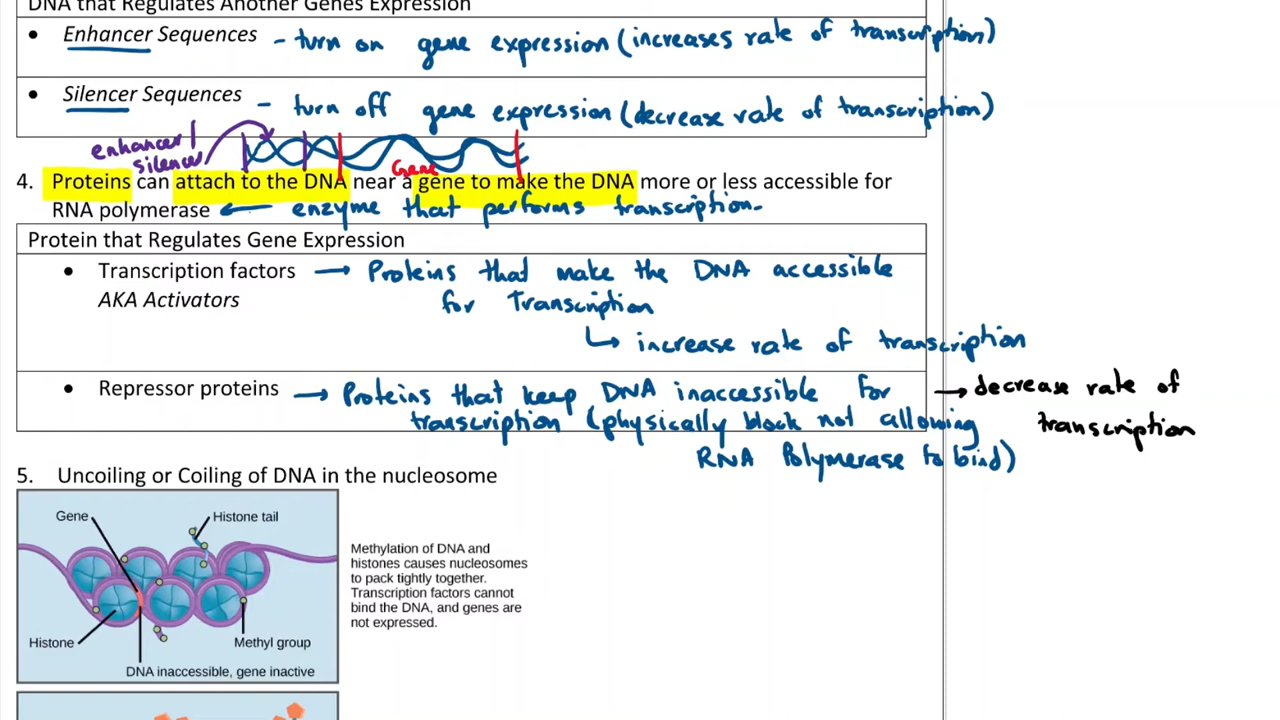 DNA that Regulates Another Genes Expression
• Enhancer Sequences - turn on gene expression (increases rate of transcription)
• Silencer Sequences - turn off gene expression (decrease rate of transcription)
enhancer/
silencer
Gene
4. Proteins can attach to the DNA near a gene to make the DNA more or less accessible for
RNA polymerase ← enzyme that performs transcription.
Protein that Regulates Gene Expression
• Transcription factors → Proteins that make the DNA accessible
AKA Activators for Transcription
↳ increase rate of transcription
• Repressor proteins → Proteins that keep DNA inaccessible for → decrease rate of
transcription (physically block not allowing transcription
RNA Polymerase to bind)
5. Uncoiling or Coiling of DNA in the nucleosome
Gene
Histone tail
Methylation of DNA and
histones causes nucleosomes
to pack tightly together.
Transcription factors cannot
bind the DNA, and genes are
not expressed.
Histone
Methyl group
DNA inaccessible, gene inactive